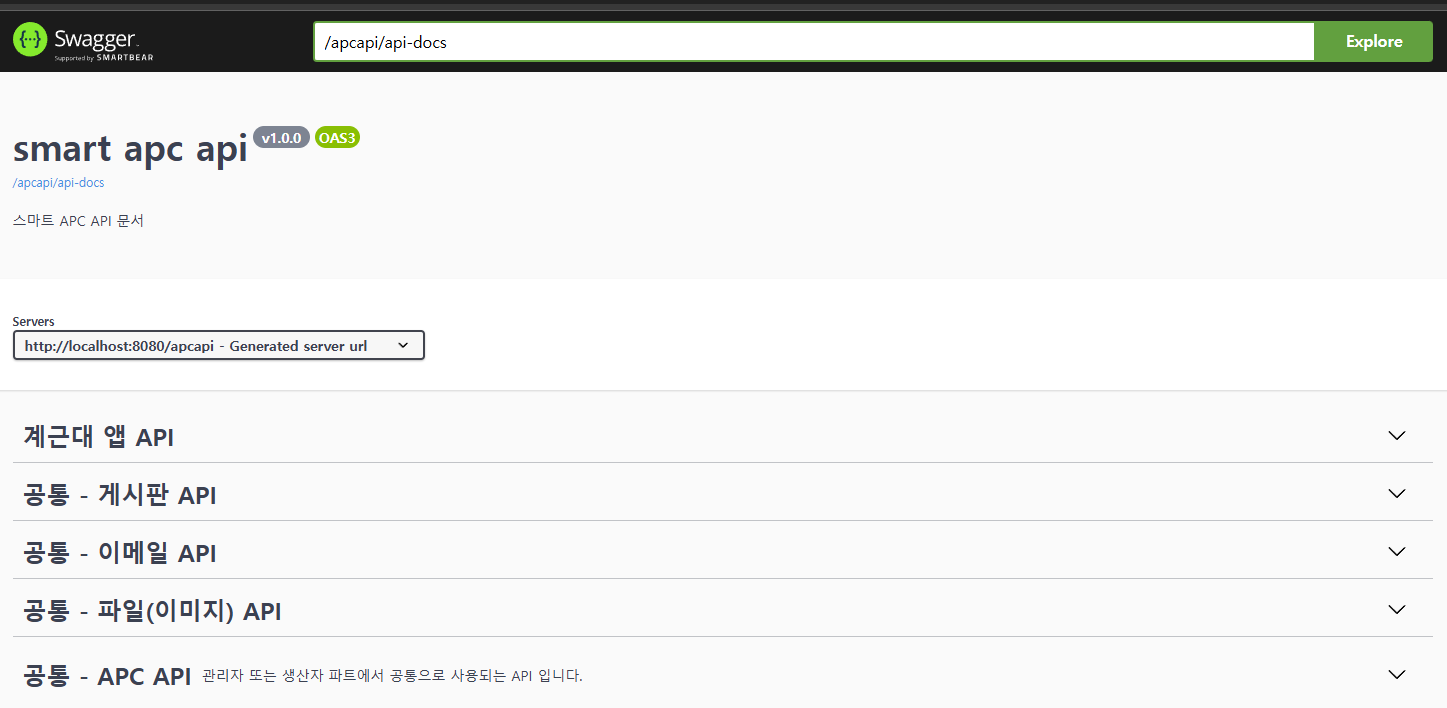 Swagger.
Supported by SMARTBEAR
/apcapi/api-docs
Explore
smart apc api v1.0.0 OAS3
/apcapi/api-docs
스마트 APC API 문서
Servers
http://localhost:8080/apcapi - Generated server url
계근대 앱 API
공통 - 게시판 API
공통 - 이메일 API
공통 - 파일(이미지) API
공통 - APC API 관리자 또는 생산자 파트에서 공통으로 사용되는 API 입니다.